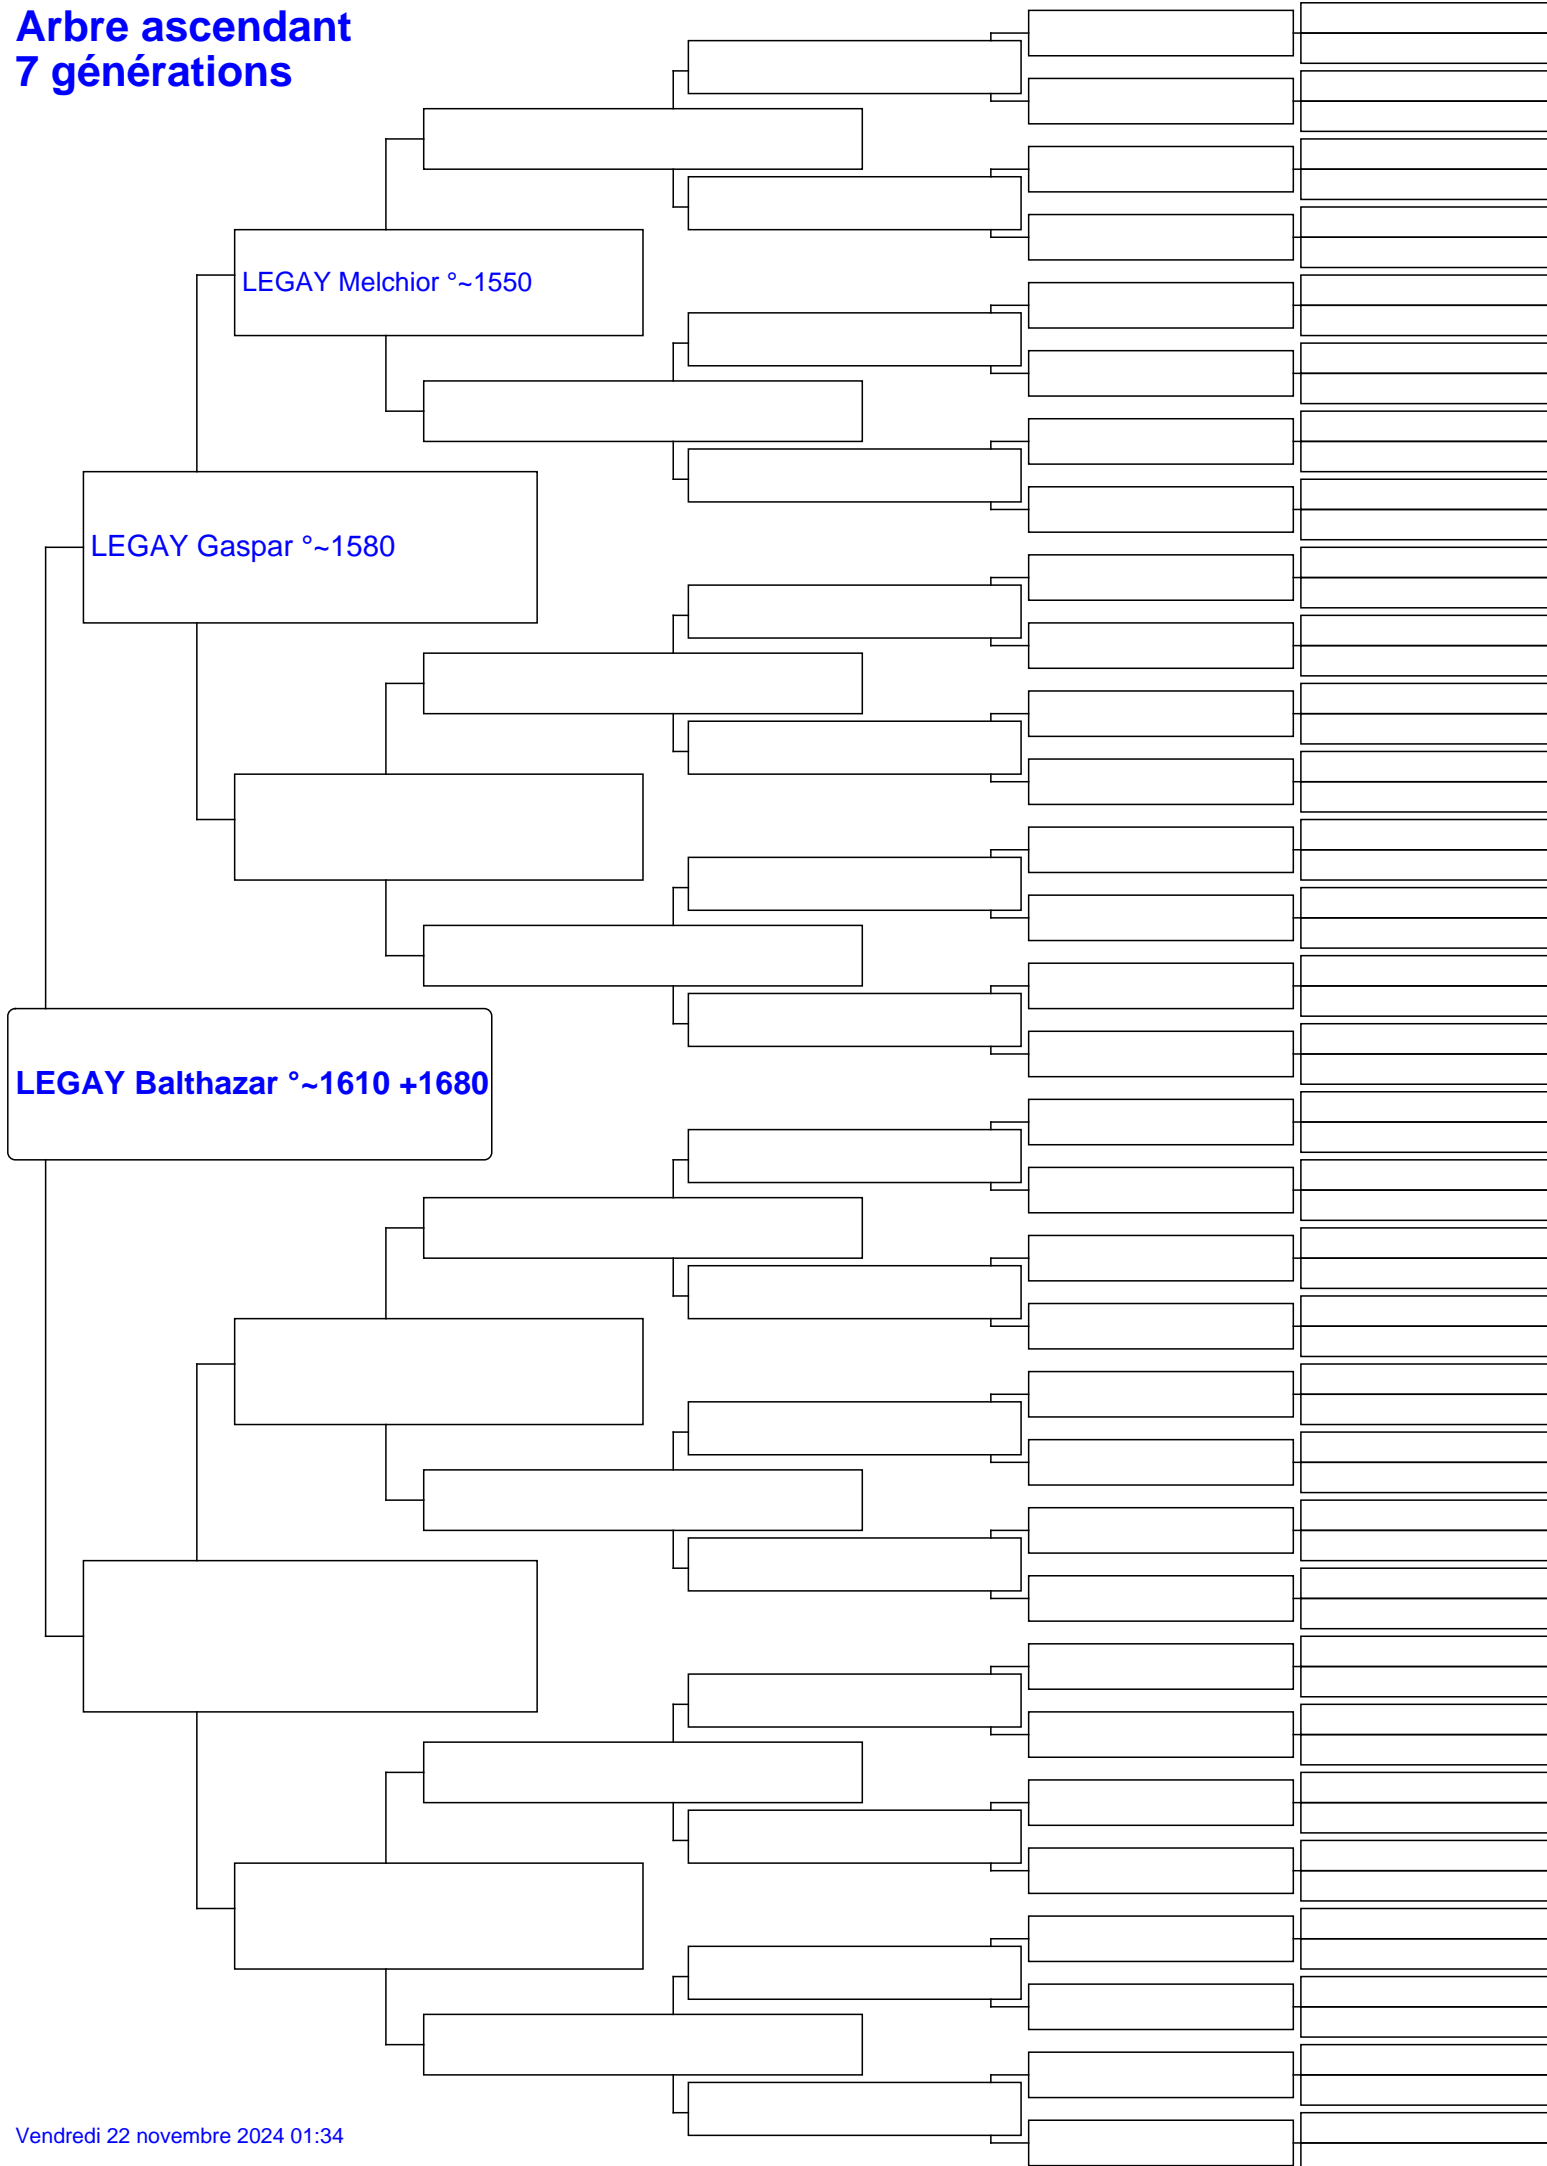 Arbre ascendant
7 générations
LEGAY Melchior °~1550
LEGAY Gaspar °~1580
LEGAY Balthazar °~1610 +1680
Vendredi 22 novembre 2024 01:34